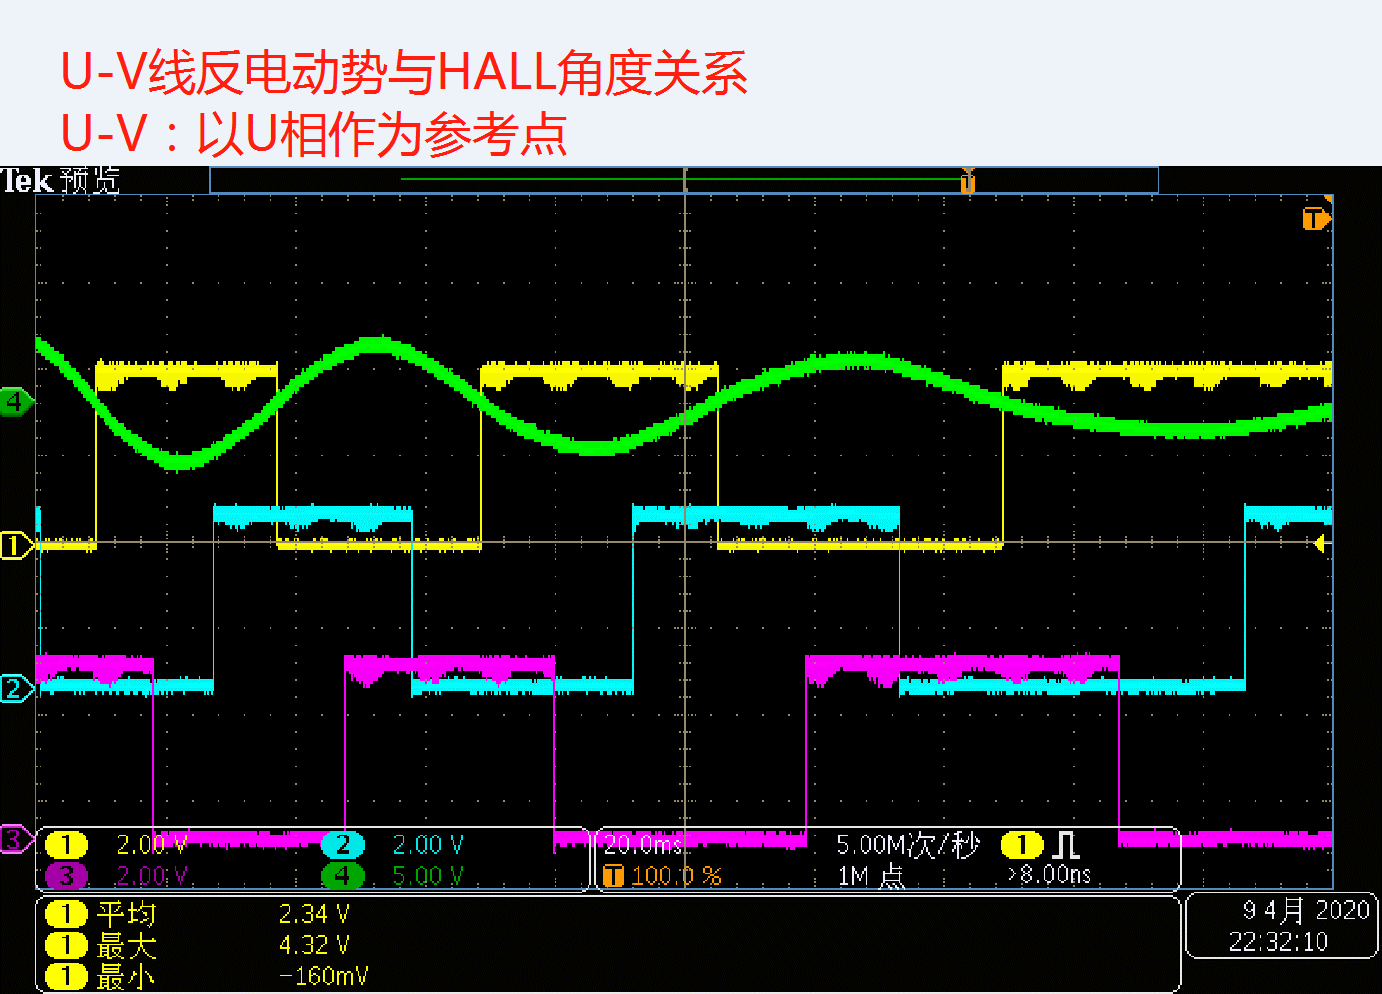 U-V线反电动势与HALL角度关系
U-V：以U相作为参考点
Tek 预览
T
T
4
1
2
3
1 2.00 V 2 2.00 V 20.0ms 5.00M次/秒 1
3 2.00 V 4 5.00 V T 100.0 % 1M 点 >8.00ns
1 平均 2.34 V
1 最大 4.32 V
1 最小 -160mV
9 4月 2020
22:32:10